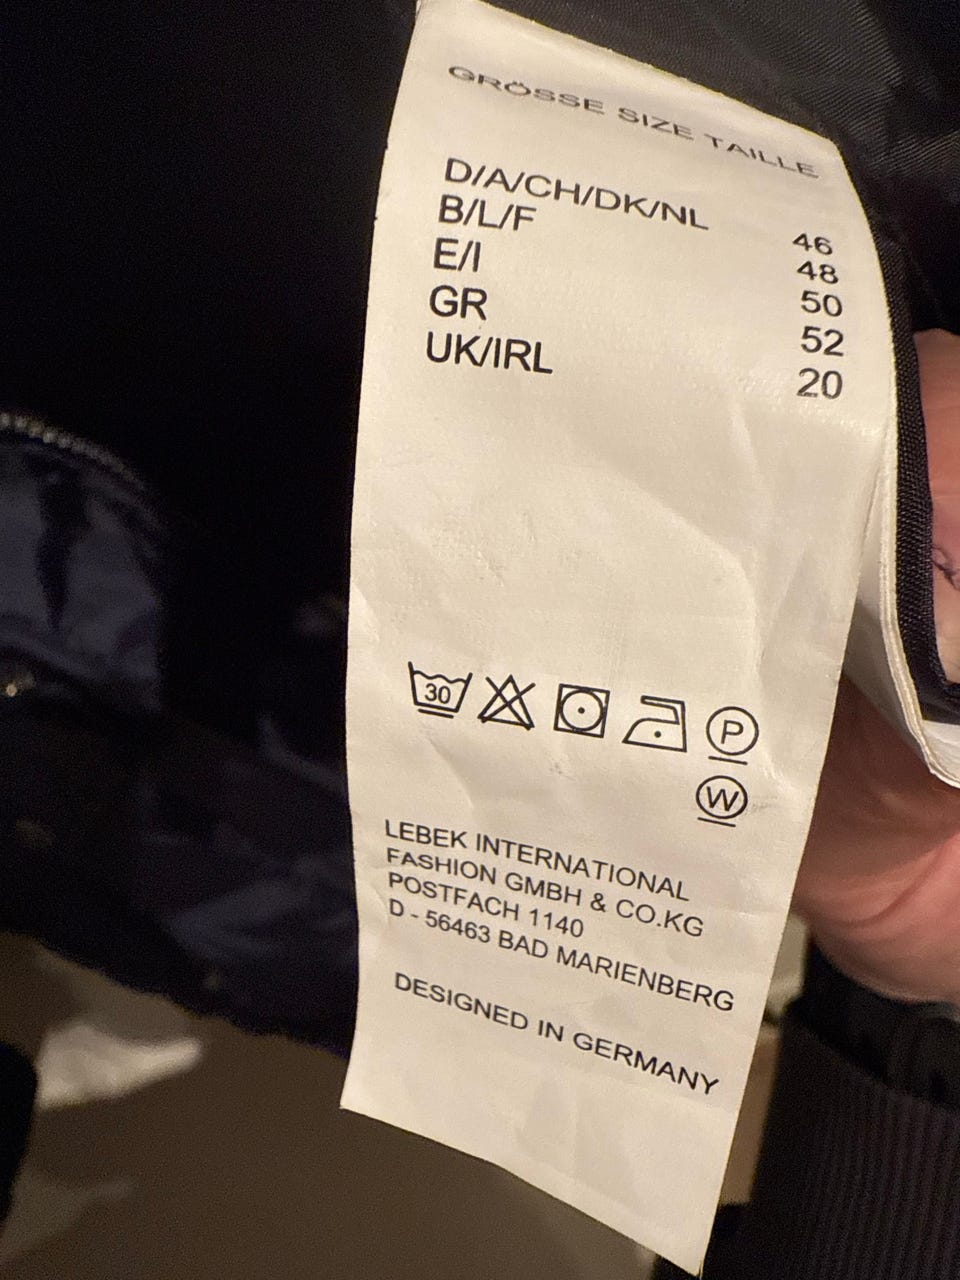 GRÖSSE SIZE TAILLE
D/A/CH/DK/NL 46
B/L/F 48
E/I 50
GR 52
UK/IRL 20
30
P
W
LEBEK INTERNATIONAL
FASHION GMBH & CO.KG
POSTFACH 1140
D - 56463 BAD MARIENBERG
DESIGNED IN GERMANY